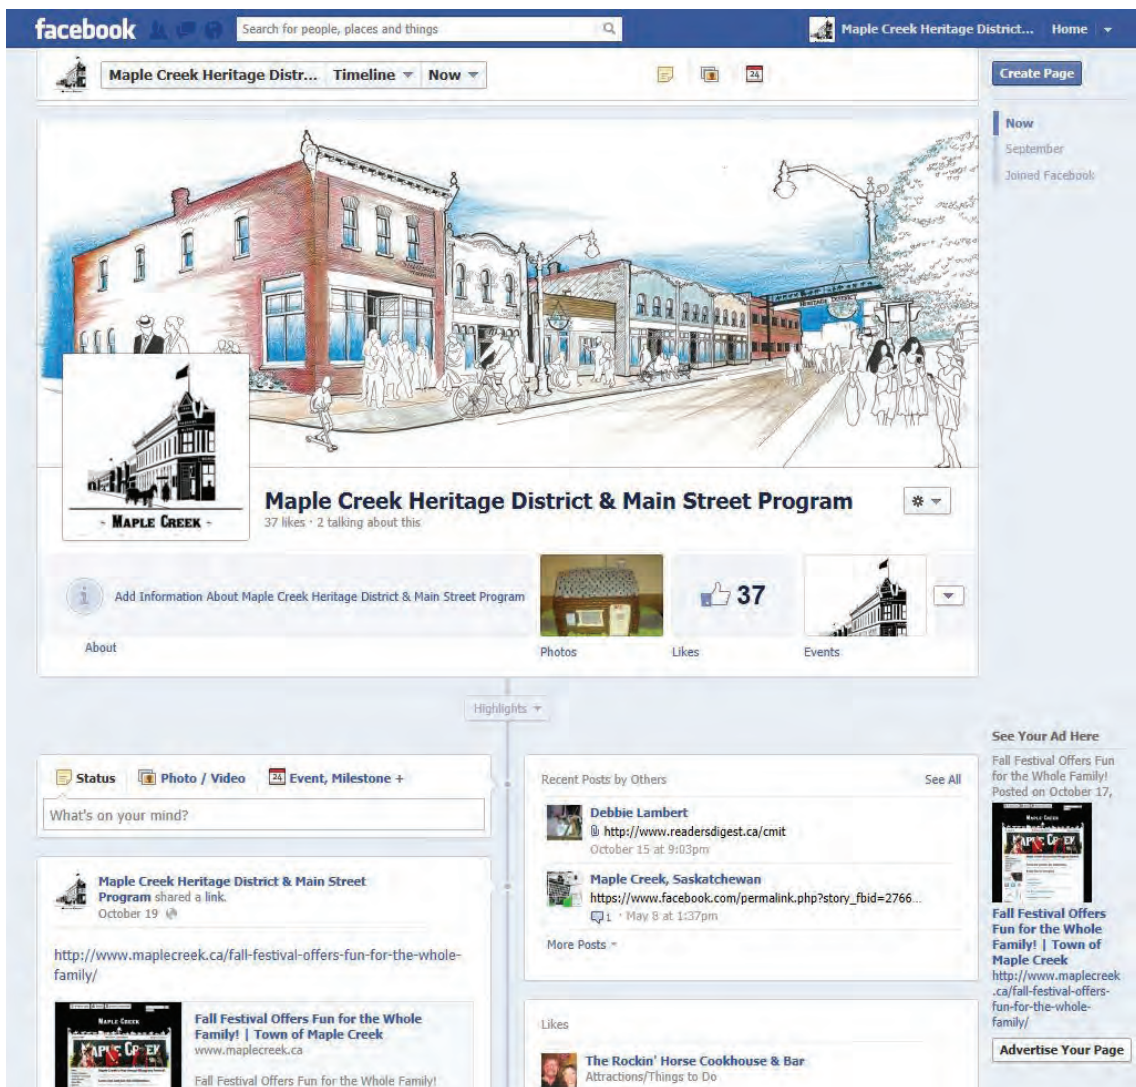 facebook
Search for people, places and things
Maple Creek Heritage District...
Home
Maple Creek Heritage Distr...
Timeline
Now
24
Create Page
Now
September
Joined Facebook
HERITAGE DISTRICT
- MAPLE CREEK -
Maple Creek Heritage District & Main Street Program
37 likes · 2 talking about this
Add Information About Maple Creek Heritage District & Main Street Program
37
About
Photos
Likes
Events
Highlights
Status
Photo / Video
24
Event, Milestone +
What's on your mind?
Maple Creek Heritage District & Main Street
Program shared a link.
October 19
http://www.maplecreek.ca/fall-festival-offers-fun-for-the-whole-
family/
MAPLE CREEK
MAPLE CREEK
Fall Festival Offers Fun for the Whole
Family! | Town of Maple Creek
www.maplecreek.ca
Fall Festival Offers Fun for the Whole Family!
Recent Posts by Others
See All
Debbie Lambert
http://www.readersdigest.ca/cmit
October 15 at 9:03pm
Maple Creek, Saskatchewan
https://www.facebook.com/permalink.php?story_fbid=2766...
1 · May 8 at 1:37pm
More Posts
Likes
The Rockin' Horse Cookhouse & Bar
Attractions/Things to Do
See Your Ad Here
Fall Festival Offers Fun
for the Whole Family!
Posted on October 17,
MAPLE CREEK
MAPLE CREEK
Fall Festival Offers
Fun for the Whole
Family! | Town of
Maple Creek
http://www.maplecreek
.ca/fall-festival-offers-
fun-for-the-whole-
family/
Advertise Your Page